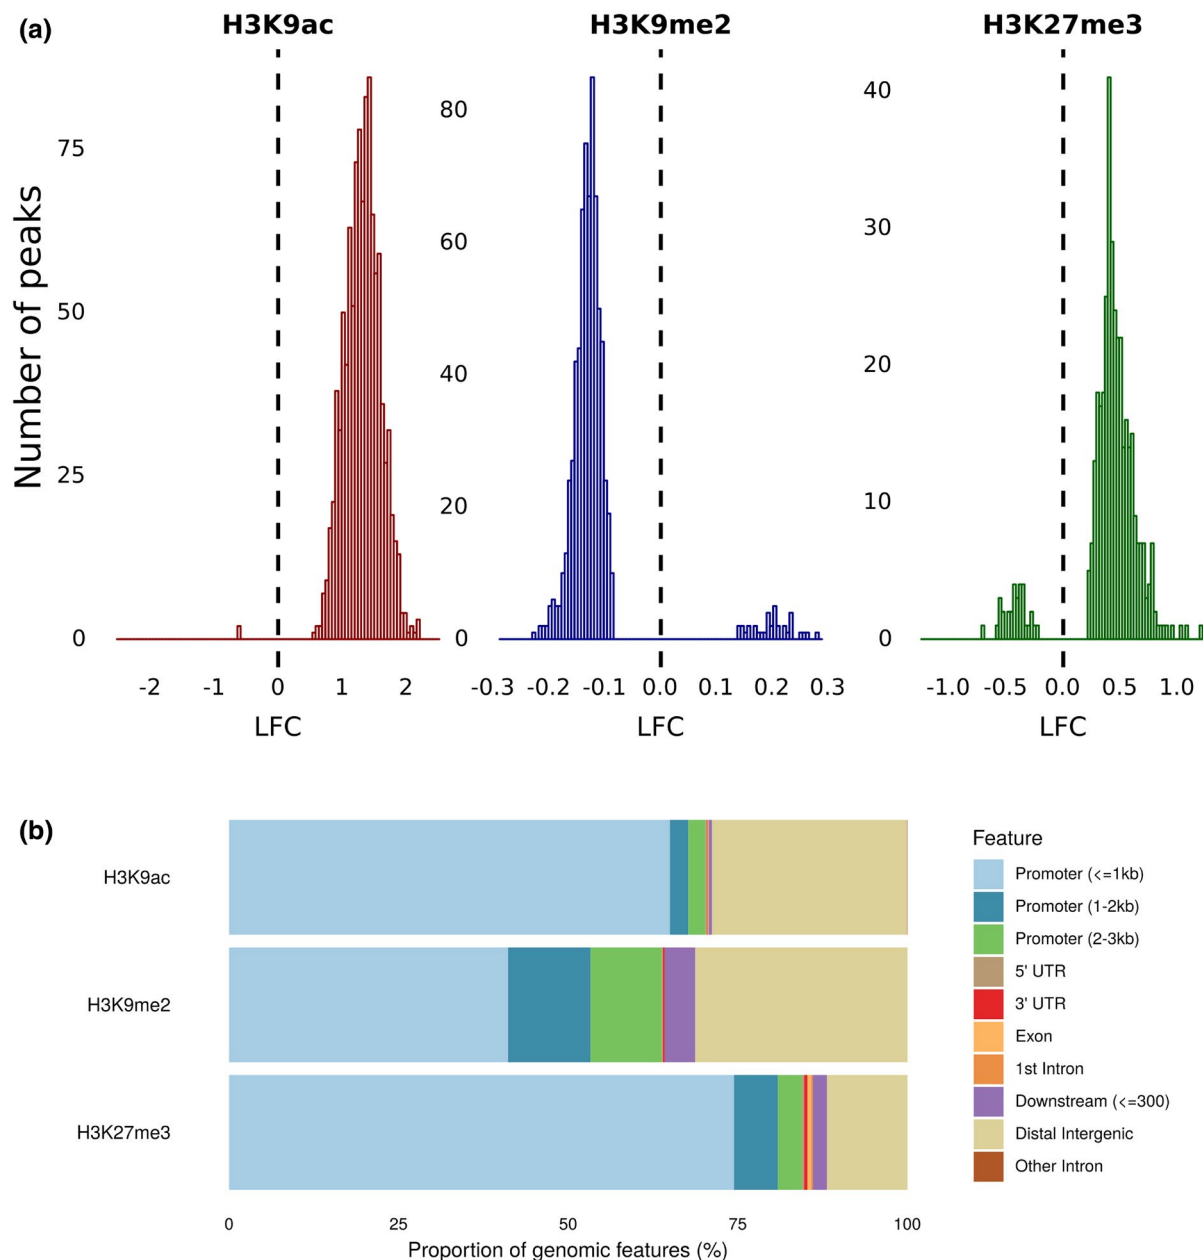 (a)
H3K9ac
H3K9me2
H3K27me3
Number of peaks
75
50
25
0
80
60
40
20
0
40
30
20
10
0
-2 -1 0 1 2
-0.3 -0.2 -0.1 0.0 0.1 0.2 0.3
-1.0 -0.5 0.0 0.5 1.0
LFC
LFC
LFC
(b)
H3K9ac
H3K9me2
H3K27me3
0 25 50 75 100
Proportion of genomic features (%)
Feature
Promoter (<=1kb)
Promoter (1-2kb)
Promoter (2-3kb)
5' UTR
3' UTR
Exon
1st Intron
Downstream (<=300)
Distal Intergenic
Other Intron